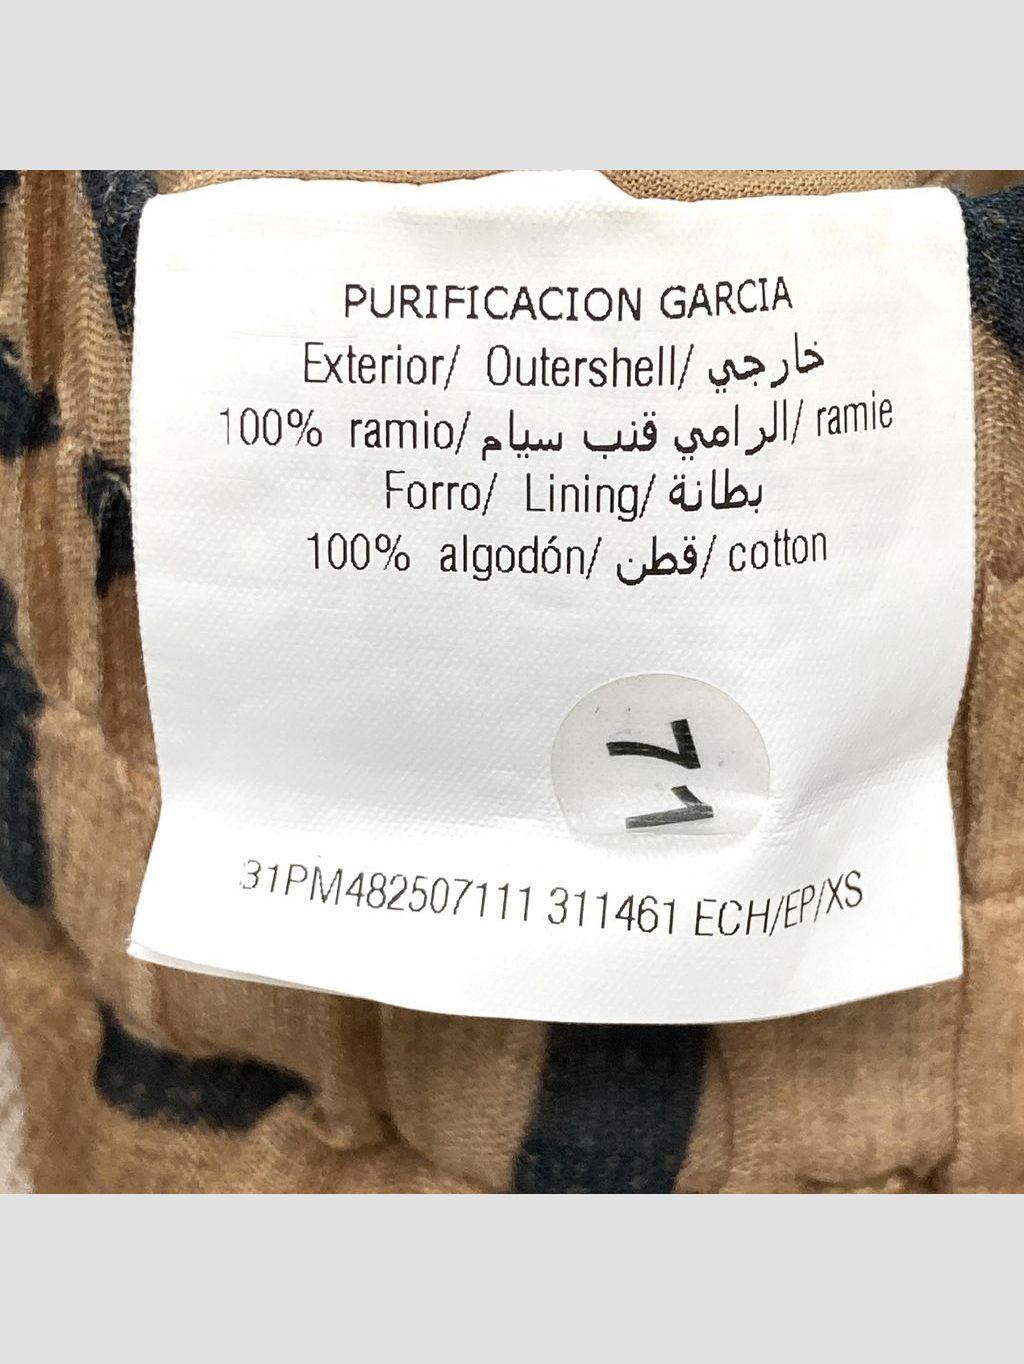 PURIFICACION GARCIA
Exterior/ Outershell/ خارجي
100% ramio/ الرامي قنب سيام/ ramie
Forro/ Lining/ بطانة
100% algodón/ قطن/ cotton
71
31PM482507111 311461 ECH/EP/XS